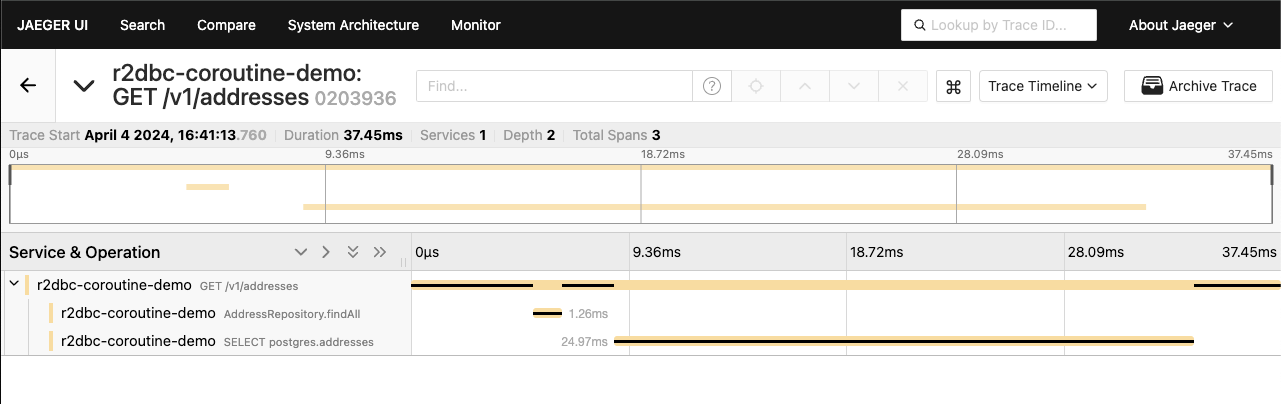 JAEGER UI Search Compare System Architecture Monitor Lookup by Trace ID... About Jaeger
r2dbc-coroutine-demo:
GET /v1/addresses 0203936
Find...
?
⌘
Trace Timeline
Archive Trace
Trace Start April 4 2024, 16:41:13.760 Duration 37.45ms Services 1 Depth 2 Total Spans 3
0μs 9.36ms 18.72ms 28.09ms 37.45ms
Service & Operation 0μs 9.36ms 18.72ms 28.09ms 37.45ms
r2dbc-coroutine-demo GET /v1/addresses
r2dbc-coroutine-demo AddressRepository.findAll 1.26ms
r2dbc-coroutine-demo SELECT postgres.addresses 24.97ms